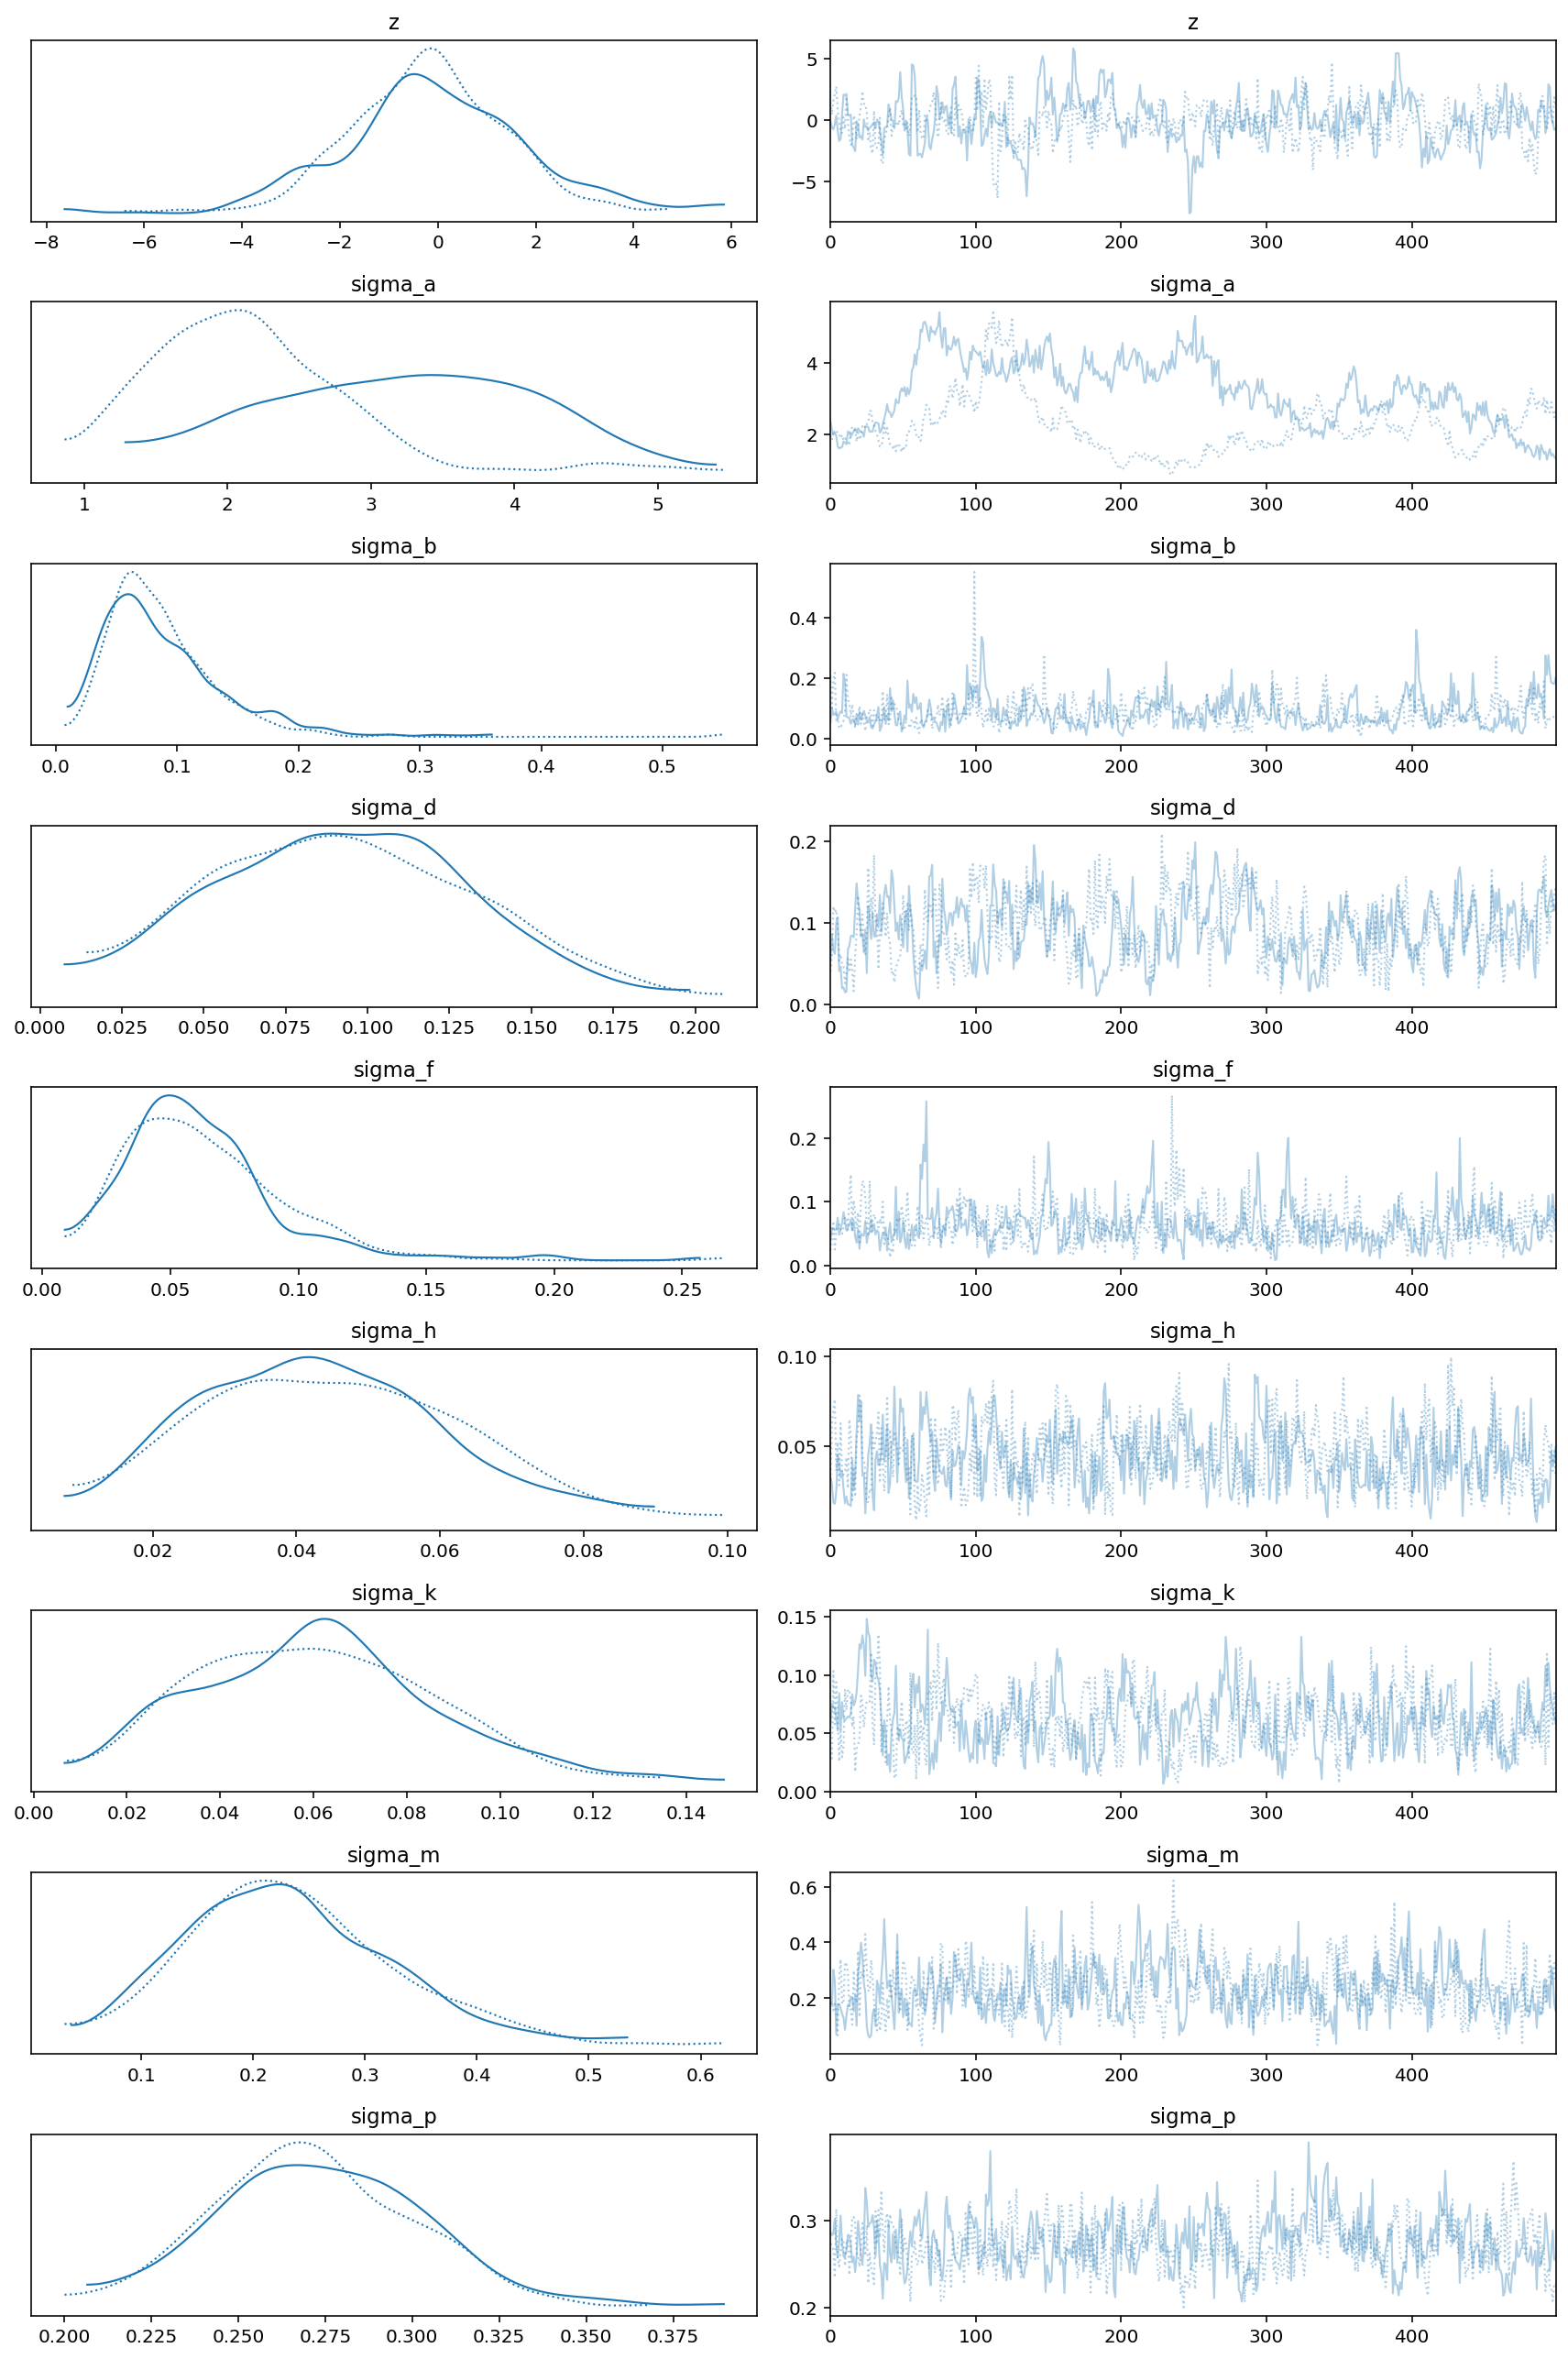 z z
5
0
−5
−8 −6 −4 −2 0 2 4 6 0 100 200 300 400
sigma_a sigma_a
4
2
1 2 3 4 5 0 100 200 300 400
sigma_b sigma_b
0.4
0.2
0.0
0.0 0.1 0.2 0.3 0.4 0.5 0 100 200 300 400
sigma_d sigma_d
0.2
0.1
0.0
0.000 0.025 0.050 0.075 0.100 0.125 0.150 0.175 0.200 0 100 200 300 400
sigma_f sigma_f
0.2
0.1
0.0
0.00 0.05 0.10 0.15 0.20 0.25 0 100 200 300 400
sigma_h sigma_h
0.10
0.05
0.02 0.04 0.06 0.08 0.10 0 100 200 300 400
sigma_k sigma_k
0.15
0.10
0.05
0.00
0.00 0.02 0.04 0.06 0.08 0.10 0.12 0.14 0 100 200 300 400
sigma_m sigma_m
0.6
0.4
0.2
0.1 0.2 0.3 0.4 0.5 0.6 0 100 200 300 400
sigma_p sigma_p
0.3
0.2
0.200 0.225 0.250 0.275 0.300 0.325 0.350 0.375 0 100 200 300 400